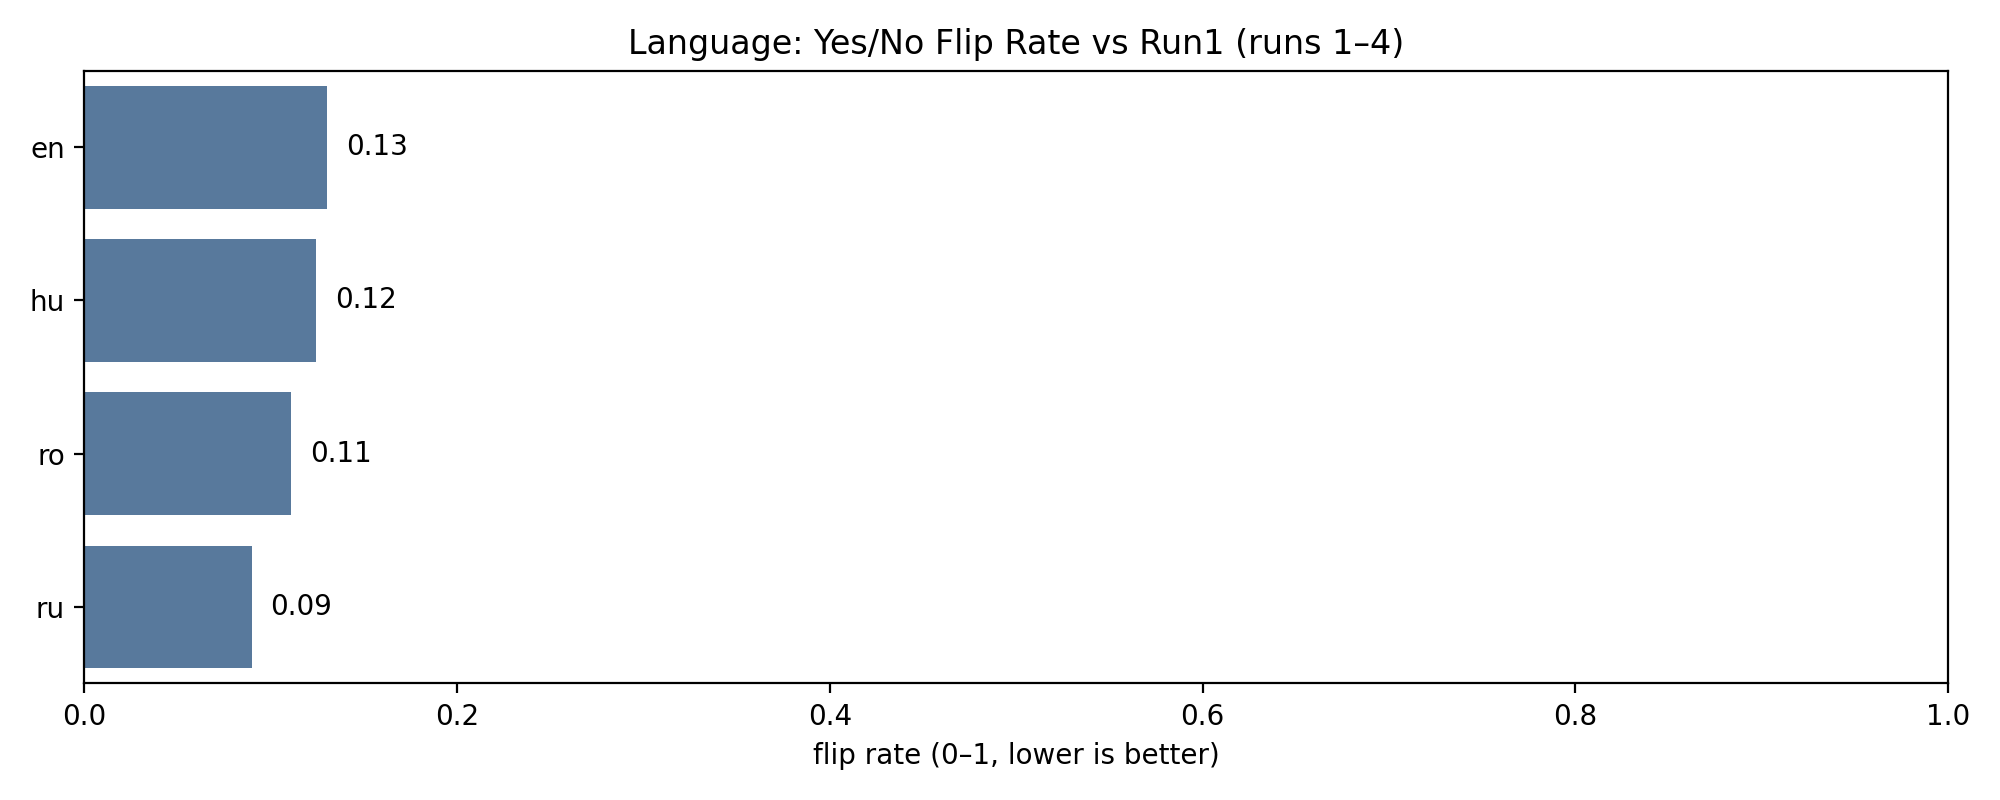 Language: Yes/No Flip Rate vs Run1 (runs 1–4)
en
0.13
hu
0.12
ro
0.11
ru
0.09
0.0 0.2 0.4 0.6 0.8 1.0
flip rate (0–1, lower is better)